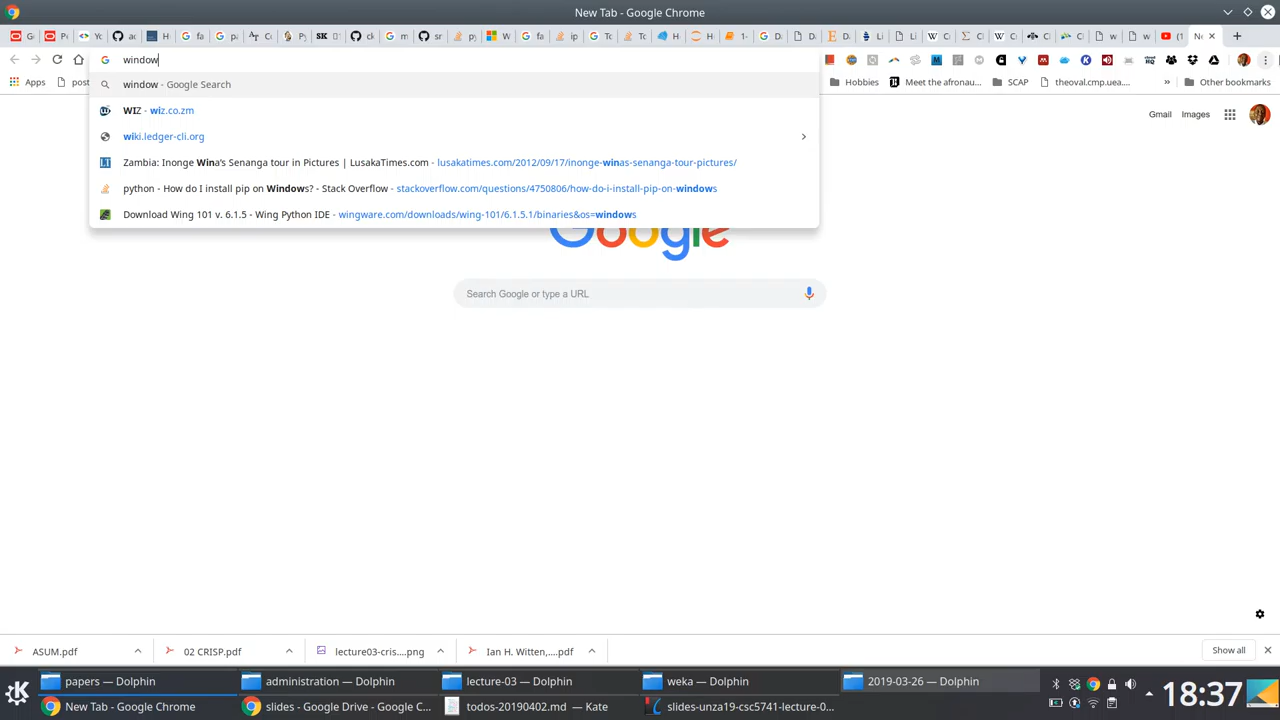 New Tab - Google Chrome
window
Apps
post
Hobbies
Meet the afronau...
SCAP
theoval.cmp.uea....
»
Other bookmarks
window - Google Search
WIZ - wiz.co.zm
wiki.ledger-cli.org
Zambia: Inonge Wina's Senanga tour in Pictures | LusakaTimes.com - lusakatimes.com/2012/09/17/inonge-winas-senanga-tour-pictures/
python - How do I install pip on Windows? - Stack Overflow - stackoverflow.com/questions/4750806/how-do-i-install-pip-on-windows
Download Wing 101 v. 6.1.5 - Wing Python IDE - wingware.com/downloads/wing-101/6.1.5.1/binaries&os=windows
Gmail
Images
Google
Search Google or type a URL
ASUM.pdf
02 CRISP.pdf
lecture03-cris....png
Ian H. Witten,....pdf
Show all
papers — Dolphin
administration — Dolphin
lecture-03 — Dolphin
weka — Dolphin
2019-03-26 — Dolphin
New Tab - Google Chrome
slides - Google Drive - Google C...
todos-20190402.md — Kate
slides-unza19-csc5741-lecture-0...
18:37